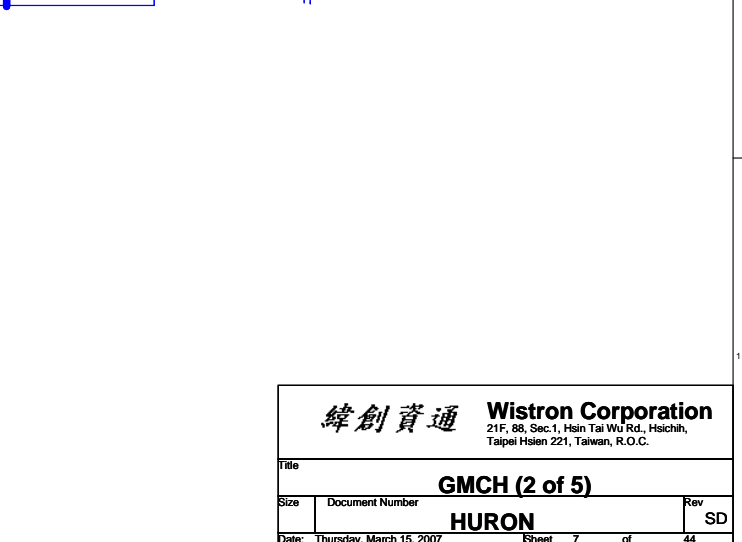 1
緯創資通
Wistron Corporation
21F, 88, Sec.1, Hsin Tai Wu Rd., Hsichih,
Taipei Hsien 221, Taiwan, R.O.C.
Title
GMCH (2 of 5)
Size Document Number Rev
HURON SD
Date: Thursday, March 15, 2007 Sheet 7 of 44